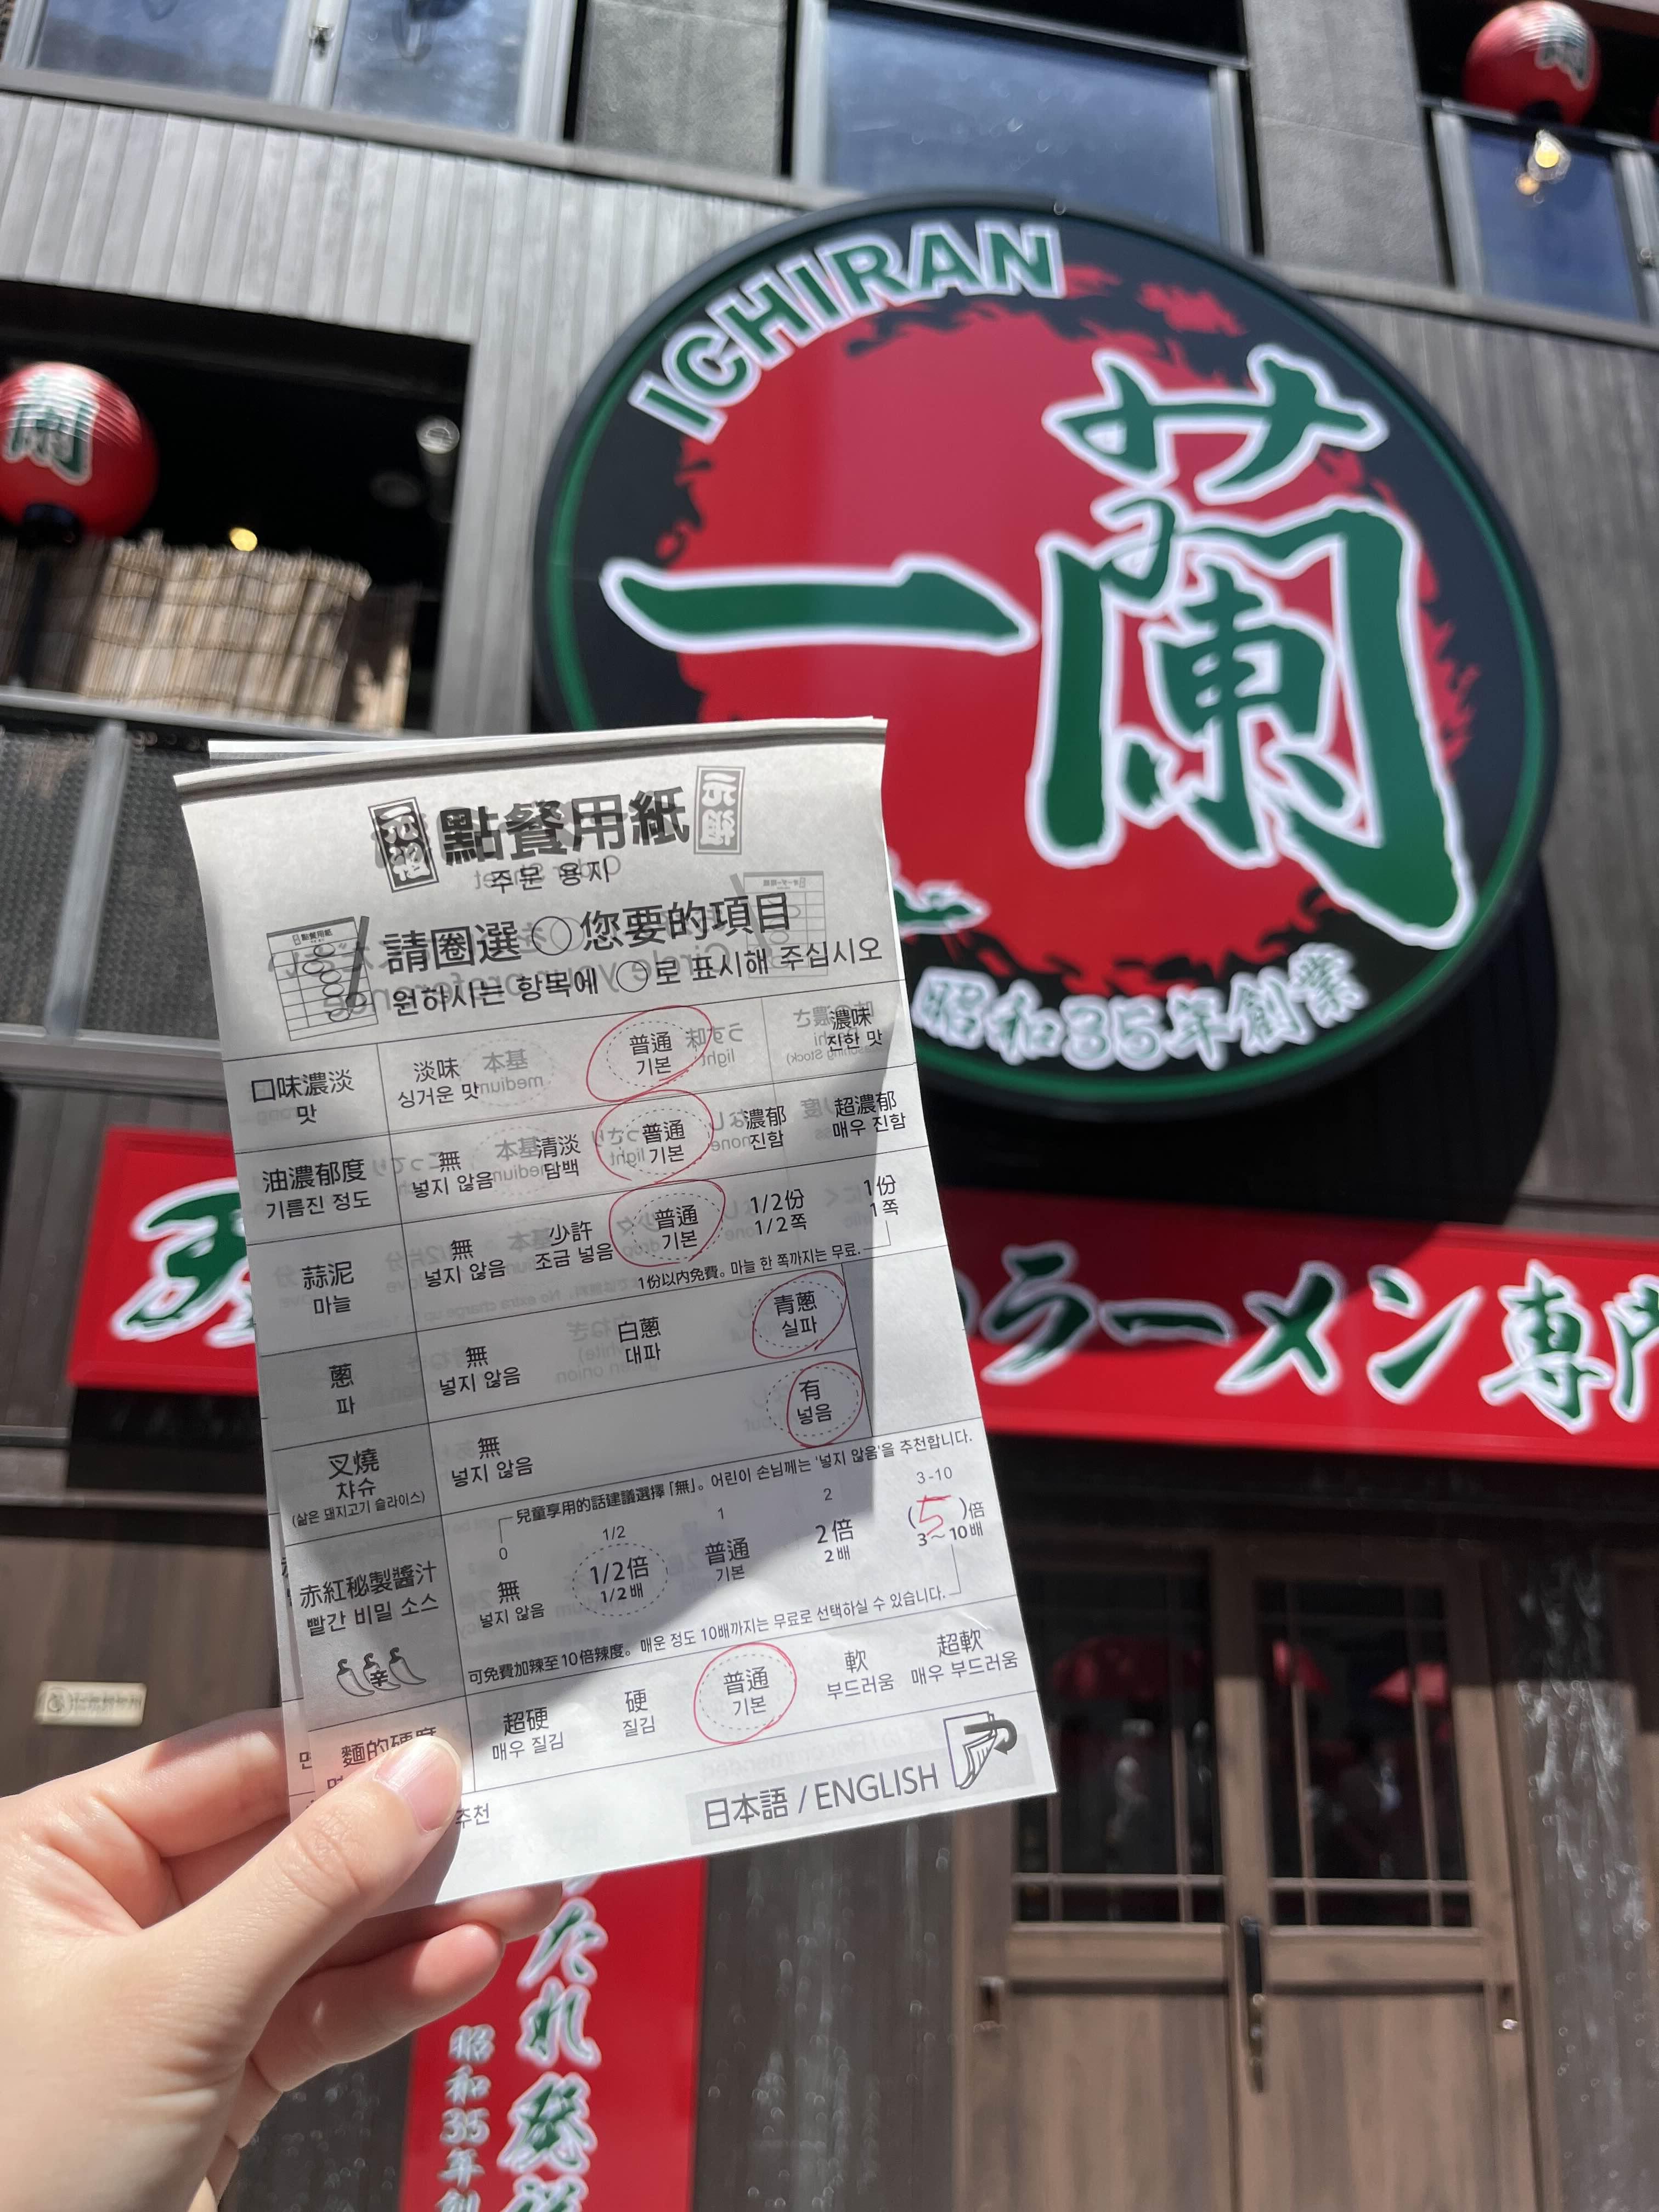 ICHIRAN
一蘭
昭和35年創業
ラーメン専門
たれ発
昭和35年創
蘭
元祖
點餐用紙
元祖
주문 용지
請圈選○您要的項目
원하시는 항목에 ○로 표시해 주십시오
口味濃淡 淡味 普通 濃味
맛 싱거운 맛 기본 진한 맛
油濃郁度 無 清淡 普通 濃郁 超濃郁
기름진 정도 넣지 않음 담백 기본 진함 매우 진함
蒜泥 無 少許 普通 1/2份 1份
마늘 넣지 않음 조금 넣음 기본 1/2쪽 1쪽
1份以內免費。마늘 한 쪽까지는 무료.
蔥 無 白蔥 青蔥
파 넣지 않음 대파 실파
叉燒 無 有
챠슈 넣지 않음 넣음
(삶은 돼지고기 슬라이스)
兒童享用的話建議選擇「無」。어린이 손님께는 '넣지 않음'을 추천합니다.
0 1/2 1 2 3-10
赤紅秘製醬汁 無 1/2倍 普通 2倍 (5)倍
빨간 비밀 소스 넣지 않음 1/2배 기본 2배 3~10배
辛
可免費加辣至10倍辣度。매운 정도 10배까지는 무료로 선택하실 수 있습니다.
麵的硬度 超硬 硬 普通 軟 超軟
매우 질김 질김 기본 부드러움 매우 부드러움
추천
日本語 / ENGLISH